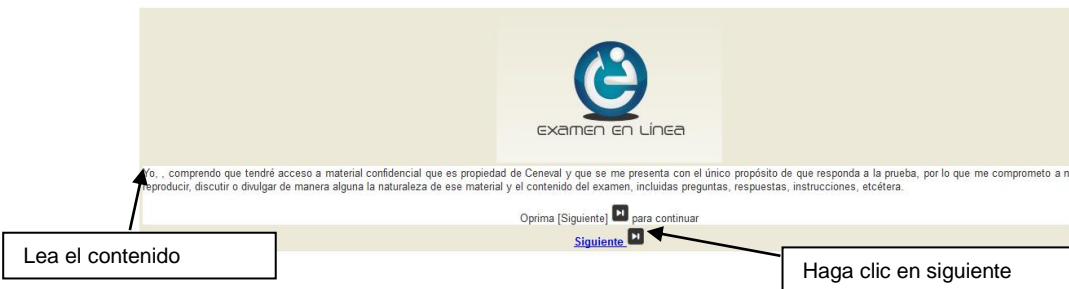 examen en línea
Yo, , comprendo que tendré acceso a material confidencial que es propiedad de Ceneval y que se me presenta con el único propósito de que responda a la prueba, por lo que me comprometo a
reproducir, discutir o divulgar de manera alguna la naturaleza de ese material y el contenido del examen, incluidas preguntas, respuestas, instrucciones, etcétera.
Oprima [Siguiente] para continuar
Siguiente
Lea el contenido
Haga clic en siguiente